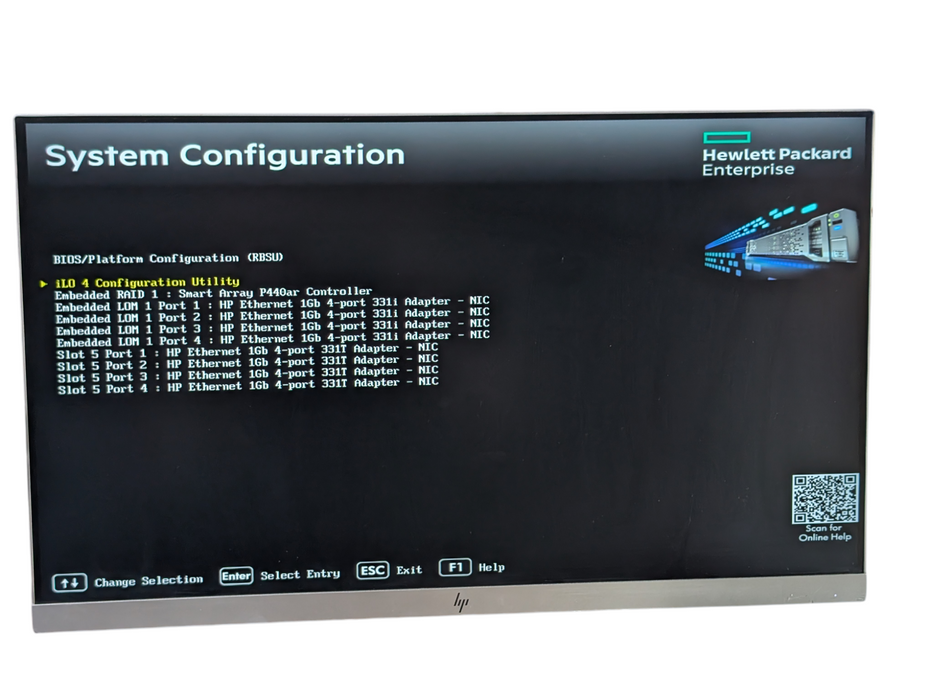 System Configuration
Hewlett Packard
Enterprise
BIOS/Platform Configuration (RBSU)
iLO 4 Configuration Utility
Embedded RAID 1 : Smart Array P440ar Controller
Embedded LOM 1 Port 1 : HP Ethernet 1Gb 4-port 331i Adapter - NIC
Embedded LOM 1 Port 2 : HP Ethernet 1Gb 4-port 331i Adapter - NIC
Embedded LOM 1 Port 3 : HP Ethernet 1Gb 4-port 331i Adapter - NIC
Embedded LOM 1 Port 4 : HP Ethernet 1Gb 4-port 331i Adapter - NIC
Slot 5 Port 1 : HP Ethernet 1Gb 4-port 331T Adapter - NIC
Slot 5 Port 2 : HP Ethernet 1Gb 4-port 331T Adapter - NIC
Slot 5 Port 3 : HP Ethernet 1Gb 4-port 331T Adapter - NIC
Slot 5 Port 4 : HP Ethernet 1Gb 4-port 331T Adapter - NIC
Scan for
Online Help
↑↓ Change Selection Enter Select Entry ESC Exit F1 Help
hp